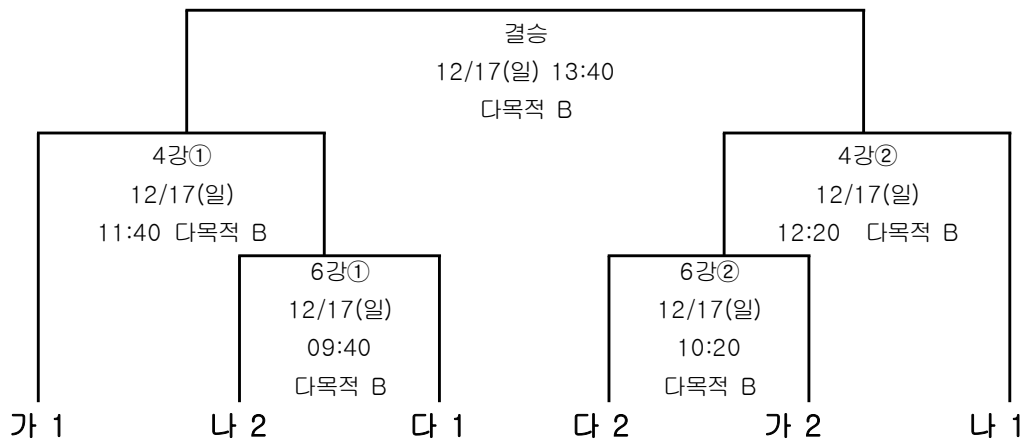 결승
12/17(일) 13:40
다목적 B
4강①
12/17(일)
11:40 다목적 B
4강②
12/17(일)
12:20 다목적 B
6강①
12/17(일)
09:40
다목적 B
6강②
12/17(일)
10:20
다목적 B
가 1
나 2
다 1
다 2
가 2
나 1